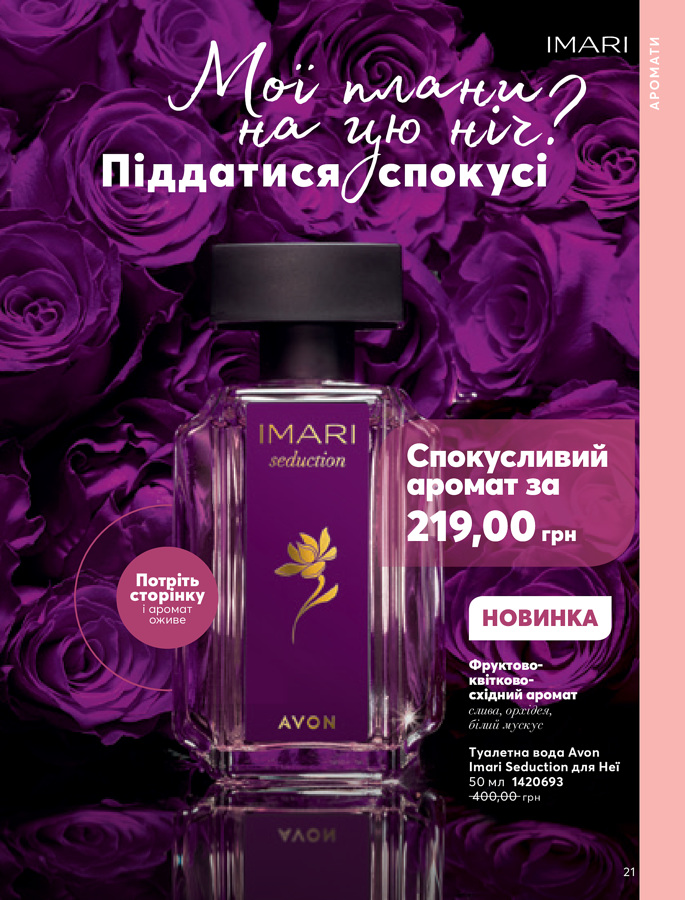 IMARI
АРОМАТИ
Мої плани
на цю ніч?
Піддатися спокусі
IMARI
seduction
Спокусливий
аромат за
219,00 грн
Потріть
сторінку
і аромат
оживе
НОВИНКА
Фруктово-
квітково-
східний аромат
слива, орхідея,
білий мускус
AVON
Туалетна вода Avon
Imari Seduction для Неї
50 мл 1420693
400,00 грн
AVON
21